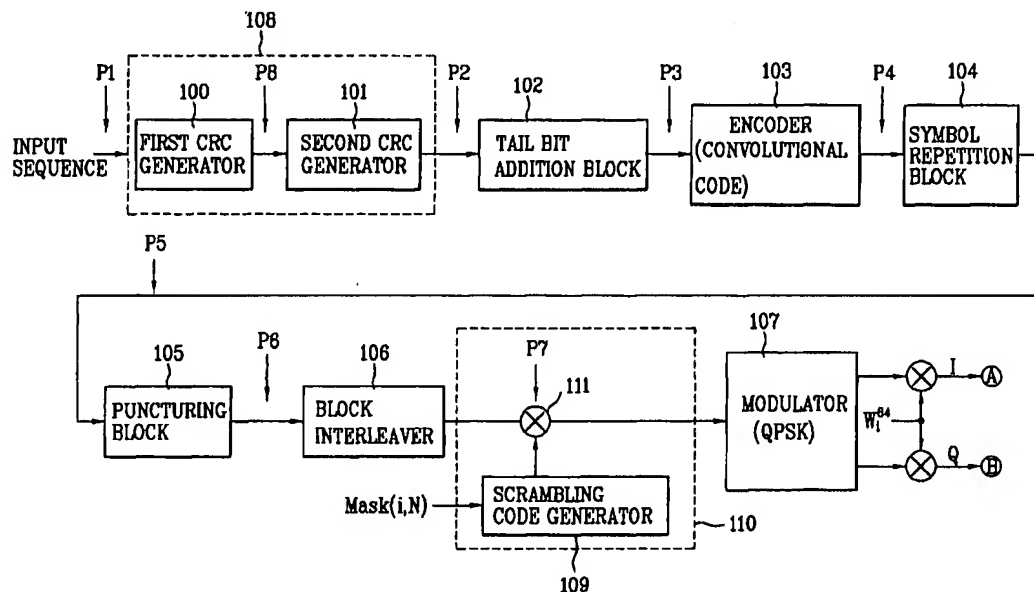 108
P1
100
P8
101
P2
102
P3
103
P4
104
INPUT
SEQUENCE
FIRST CRC
GENERATOR
SECOND CRC
GENERATOR
TAIL BIT
ADDITION BLOCK
ENCODER
(CONVOLUTIONAL
CODE)
SYMBOL
REPETITION
BLOCK
P5
105
P6
106
P7
111
107
PUNCTURING
BLOCK
BLOCK
INTERLEAVER
MODULATOR
(QPSK)
I
A
W_i^64
Q
B
Mask(i,N)
SCRAMBLING
CODE GENERATOR
109
110